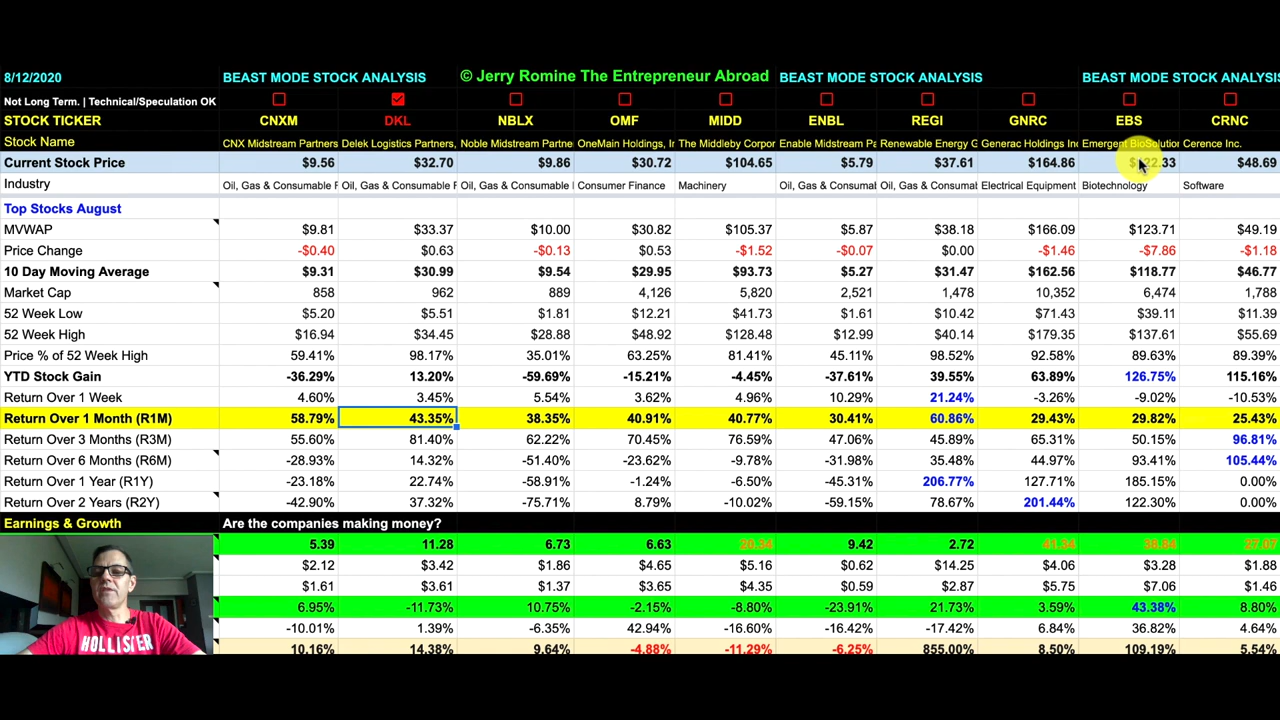 8/12/2020 BEAST MODE STOCK ANALYSIS © Jerry Romine The Entrepreneur Abroad BEAST MODE STOCK ANALYSIS BEAST MODE STOCK ANALYSIS
Not Long Term. | Technical/Speculation OK
STOCK TICKER CNXM DKL NBLX OMF MIDD ENBL REGI GNRC EBS CRNC
Stock Name CNX Midstream Partners Delek Logistics Partners, Noble Midstream Partne OneMain Holdings, Ir The Middleby Corpor Enable Midstream Pa Renewable Energy G Generac Holdings Inc Emergent BioSolution Cerence Inc.
Current Stock Price $9.56 $32.70 $9.86 $30.72 $104.65 $5.79 $37.61 $164.86 $122.33 $48.69
Industry Oil, Gas & Consumable F Oil, Gas & Consumable F Oil, Gas & Consumable Consumer Finance Machinery Oil, Gas & Consumal Oil, Gas & Consumal Electrical Equipment Biotechnology Software
Top Stocks August
MVWAP $9.81 $33.37 $10.00 $30.82 $105.37 $5.87 $38.18 $166.09 $123.71 $49.19
Price Change -$0.40 $0.63 -$0.13 $0.53 -$1.52 -$0.07 $0.00 -$1.46 -$7.86 -$1.18
10 Day Moving Average $9.31 $30.99 $9.54 $29.95 $93.73 $5.27 $31.47 $162.56 $118.77 $46.77
Market Cap 858 962 889 4,126 5,820 2,521 1,478 10,352 6,474 1,788
52 Week Low $5.20 $5.51 $1.81 $12.21 $41.73 $1.61 $10.42 $71.43 $39.11 $11.39
52 Week High $16.94 $34.45 $28.88 $48.92 $128.48 $12.99 $40.14 $179.35 $137.61 $55.69
Price % of 52 Week High 59.41% 98.17% 35.01% 63.25% 81.41% 45.11% 98.52% 92.58% 89.63% 89.39%
YTD Stock Gain -36.29% 13.20% -59.69% -15.21% -4.45% -37.61% 39.55% 63.89% 126.75% 115.16%
Return Over 1 Week 4.60% 3.45% 5.54% 3.62% 4.96% 10.29% 21.24% -3.26% -9.02% -10.53%
Return Over 1 Month (R1M) 58.79% 43.35% 38.35% 40.91% 40.77% 30.41% 60.86% 29.43% 29.82% 25.43%
Return Over 3 Months (R3M) 55.60% 81.40% 62.22% 70.45% 76.59% 47.06% 45.89% 65.31% 50.15% 96.81%
Return Over 6 Months (R6M) -28.93% 14.32% -51.40% -23.62% -9.78% -31.98% 35.48% 44.97% 93.41% 105.44%
Return Over 1 Year (R1Y) -23.18% 22.74% -58.91% -1.24% -6.50% -45.31% 206.77% 127.71% 185.15% 0.00%
Return Over 2 Years (R2Y) -42.90% 37.32% -75.71% 8.79% -10.02% -59.15% 78.67% 201.44% 122.30% 0.00%
Earnings & Growth Are the companies making money?
5.39 11.28 6.73 6.63 20.34 9.42 2.72 41.34 38.84 27.07
$2.12 $3.42 $1.86 $4.65 $5.16 $0.62 $14.25 $4.06 $3.28 $1.88
$1.61 $3.61 $1.37 $3.65 $4.35 $0.59 $2.87 $5.75 $7.06 $1.46
6.95% -11.73% 10.75% -2.15% -8.80% -23.91% 21.73% 3.59% 43.38% 8.80%
-10.01% 1.39% -6.35% 42.94% -16.60% -16.42% -17.42% 6.84% 36.82% 4.64%
10.16% 14.38% 9.64% -4.88% -11.29% -6.25% 855.00% 8.50% 109.19% 5.54%
HOLLISTER